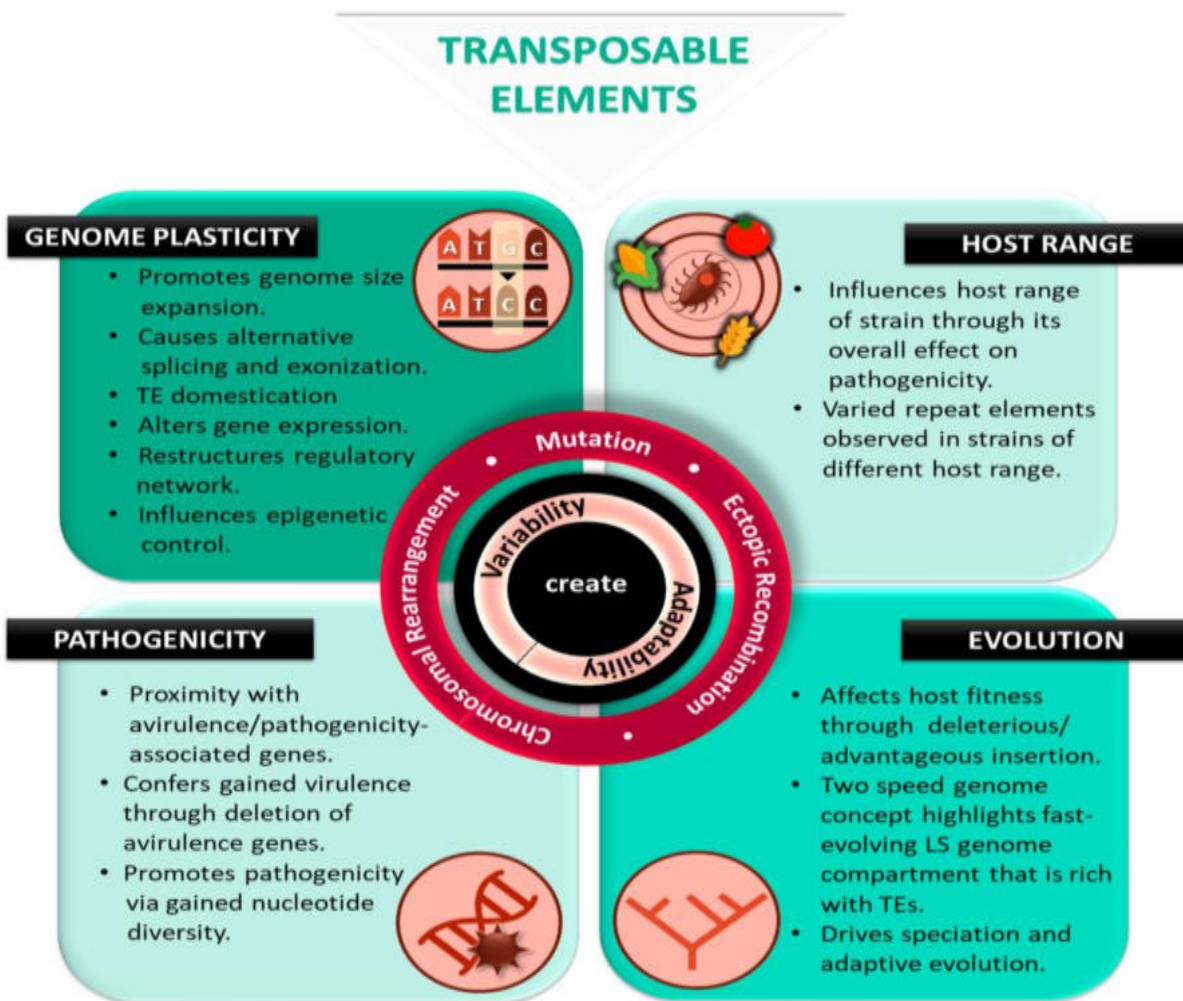 TRANSPOSABLE
ELEMENTS
GENOME PLASTICITY
• Promotes genome size
expansion.
• Causes alternative
splicing and exonization.
• TE domestication
• Alters gene expression.
• Restructures regulatory
network.
• Influences epigenetic
control.
A T G C
A T C C
HOST RANGE
• Influences host range
of strain through its
overall effect on
pathogenicity.
• Varied repeat elements
observed in strains of
different host range.
Mutation
•
Ectopic Recombination
•
Chromosomal Rearrangement
•
Variability
Adaptability
create
PATHOGENICITY
• Proximity with
avirulence/pathogenicity-
associated genes.
• Confers gained virulence
through deletion of
avirulence genes.
• Promotes pathogenicity
via gained nucleotide
diversity.
EVOLUTION
• Affects host fitness
through deleterious/
advantageous insertion.
• Two speed genome
concept highlights fast-
evolving LS genome
compartment that is rich
with TEs.
• Drives speciation and
adaptive evolution.